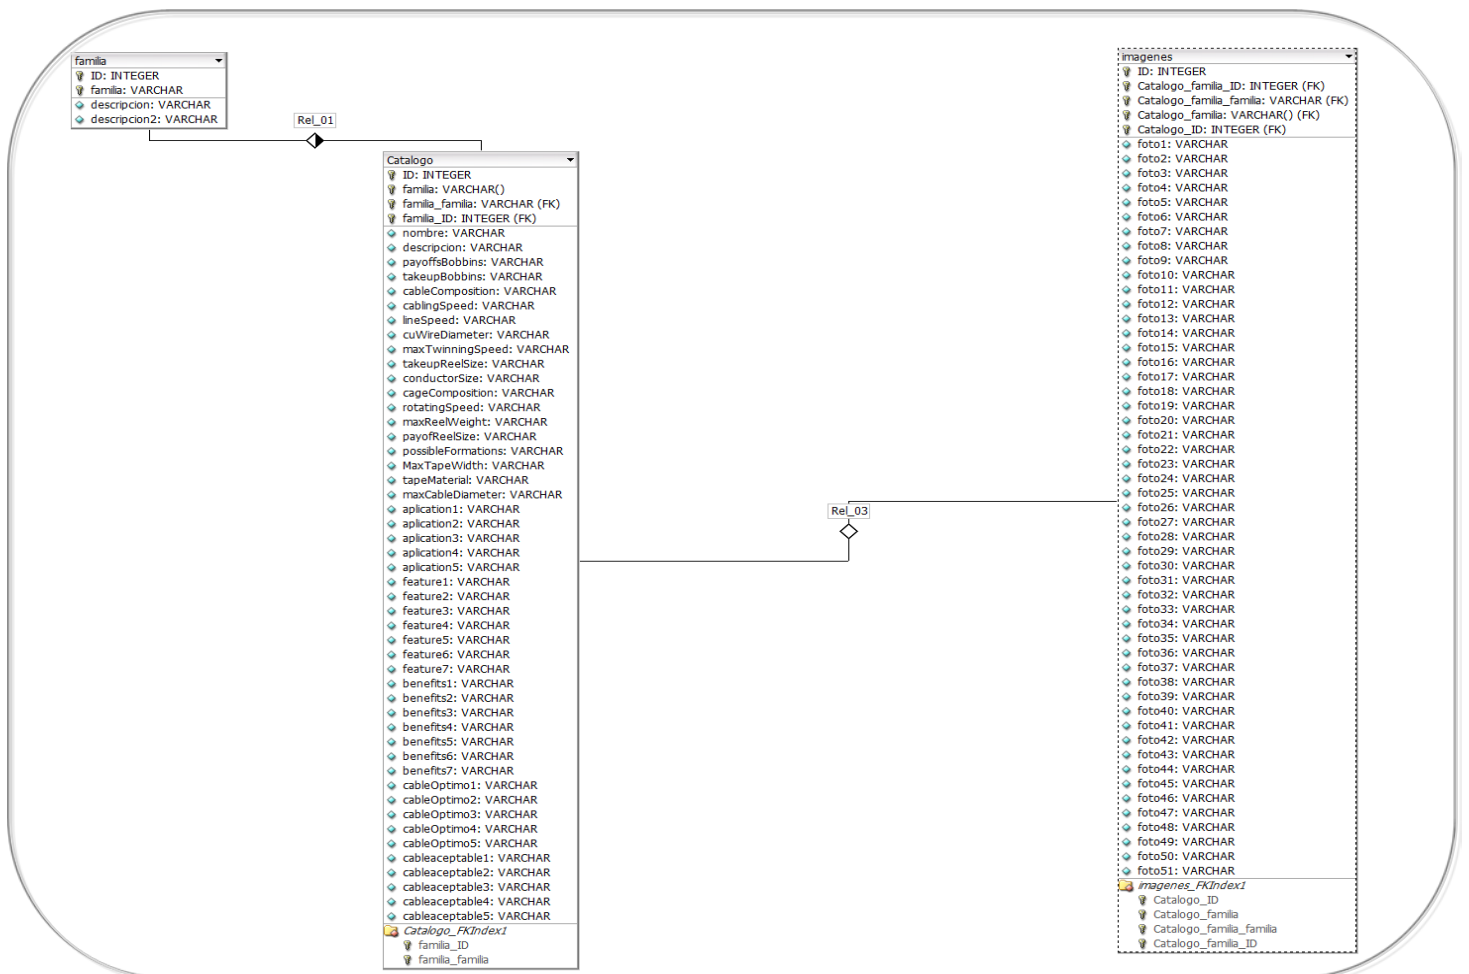 familia
ID: INTEGER
familia: VARCHAR
descripcion: VARCHAR
descripcion2: VARCHAR
Rel_01
Catalogo
ID: INTEGER
familia: VARCHAR()
familia_familia: VARCHAR (FK)
familia_ID: INTEGER (FK)
nombre: VARCHAR
descripcion: VARCHAR
payoffsBobbins: VARCHAR
takeupBobbins: VARCHAR
cableComposition: VARCHAR
cablingSpeed: VARCHAR
lineSpeed: VARCHAR
cuWireDiameter: VARCHAR
maxTwinningSpeed: VARCHAR
takeupReelSize: VARCHAR
conductorSize: VARCHAR
cageComposition: VARCHAR
rotatingSpeed: VARCHAR
maxReelWeight: VARCHAR
payofReelSize: VARCHAR
possibleFormations: VARCHAR
MaxTapeWidth: VARCHAR
tapeMaterial: VARCHAR
maxCableDiameter: VARCHAR
aplication1: VARCHAR
aplication2: VARCHAR
aplication3: VARCHAR
aplication4: VARCHAR
aplication5: VARCHAR
feature1: VARCHAR
feature2: VARCHAR
feature3: VARCHAR
feature4: VARCHAR
feature5: VARCHAR
feature6: VARCHAR
feature7: VARCHAR
benefits1: VARCHAR
benefits2: VARCHAR
benefits3: VARCHAR
benefits4: VARCHAR
benefits5: VARCHAR
benefits6: VARCHAR
benefits7: VARCHAR
cableOptimo1: VARCHAR
cableOptimo2: VARCHAR
cableOptimo3: VARCHAR
cableOptimo4: VARCHAR
cableOptimo5: VARCHAR
cableaceptable1: VARCHAR
cableaceptable2: VARCHAR
cableaceptable3: VARCHAR
cableaceptable4: VARCHAR
cableaceptable5: VARCHAR
Catalogo_FKIndex1
familia_ID
familia_familia
Rel_03
imagenes
ID: INTEGER
Catalogo_familia_ID: INTEGER (FK)
Catalogo_familia_familia: VARCHAR (FK)
Catalogo_familia: VARCHAR() (FK)
Catalogo_ID: INTEGER (FK)
foto1: VARCHAR
foto2: VARCHAR
foto3: VARCHAR
foto4: VARCHAR
foto5: VARCHAR
foto6: VARCHAR
foto7: VARCHAR
foto8: VARCHAR
foto9: VARCHAR
foto10: VARCHAR
foto11: VARCHAR
foto12: VARCHAR
foto13: VARCHAR
foto14: VARCHAR
foto15: VARCHAR
foto16: VARCHAR
foto17: VARCHAR
foto18: VARCHAR
foto19: VARCHAR
foto20: VARCHAR
foto21: VARCHAR
foto22: VARCHAR
foto23: VARCHAR
foto24: VARCHAR
foto25: VARCHAR
foto26: VARCHAR
foto27: VARCHAR
foto28: VARCHAR
foto29: VARCHAR
foto30: VARCHAR
foto31: VARCHAR
foto32: VARCHAR
foto33: VARCHAR
foto34: VARCHAR
foto35: VARCHAR
foto36: VARCHAR
foto37: VARCHAR
foto38: VARCHAR
foto39: VARCHAR
foto40: VARCHAR
foto41: VARCHAR
foto42: VARCHAR
foto43: VARCHAR
foto44: VARCHAR
foto45: VARCHAR
foto46: VARCHAR
foto47: VARCHAR
foto48: VARCHAR
foto49: VARCHAR
foto50: VARCHAR
foto51: VARCHAR
imagenes_FKIndex1
Catalogo_ID
Catalogo_familia
Catalogo_familia_familia
Catalogo_familia_ID